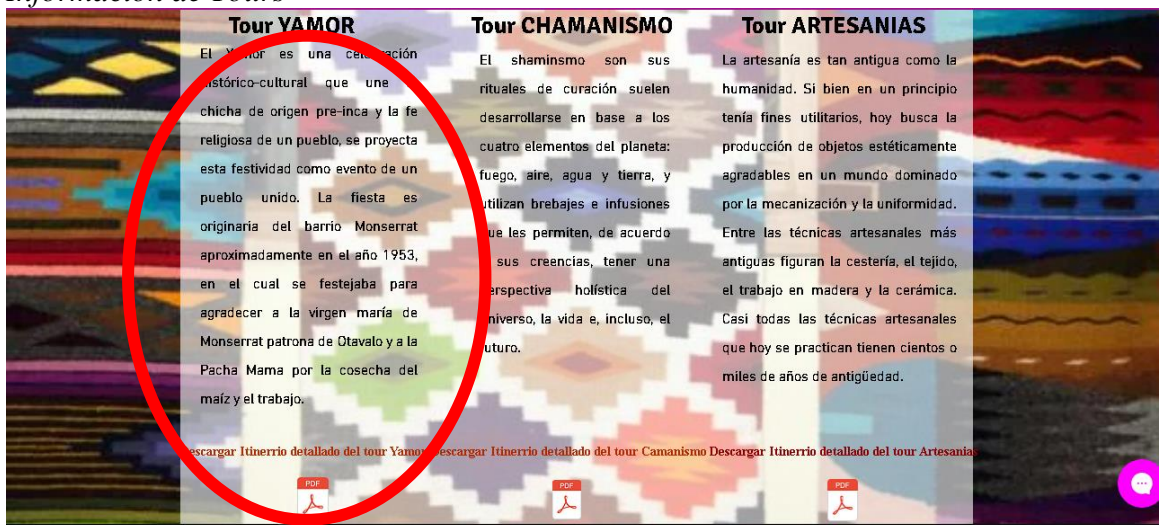 Información de Tours
Tour YAMOR
El Yamor es una celebración
histórico-cultural que une
chicha de origen pre-inca y la fe
religiosa de un pueblo, se proyecta
esta festividad como evento de un
pueblo unido. La fiesta es
originaria del barrio Monserrat
aproximadamente en el año 1953,
en el cual se festejaba para
agradecer a la virgen maría de
Monserrat patrona de Otavalo y a la
Pacha Mama por la cosecha del
maíz y el trabajo.
Descargar Itinerrio detallado del tour Yamor
PDF
Tour CHAMANISMO
El shaminsmo son sus
rituales de curación suelen
desarrollarse en base a los
cuatro elementos del planeta:
fuego, aire, agua y tierra, y
utilizan brebajes e infusiones
que les permiten, de acuerdo
a sus creencias, tener una
perspectiva holística del
universo, la vida e, incluso, el
futuro.
Descargar Itinerrio detallado del tour Camanismo
PDF
Tour ARTESANIAS
La artesanía es tan antigua como la
humanidad. Si bien en un principio
tenía fines utilitarios, hoy busca la
producción de objetos estéticamente
agradables en un mundo dominado
por la mecanización y la uniformidad.
Entre las técnicas artesanales más
antiguas figuran la cestería, el tejido,
el trabajo en madera y la cerámica.
Casi todas las técnicas artesanales
que hoy se practican tienen cientos o
miles de años de antigüedad.
Descargar Itinerrio detallado del tour Artesanias
PDF